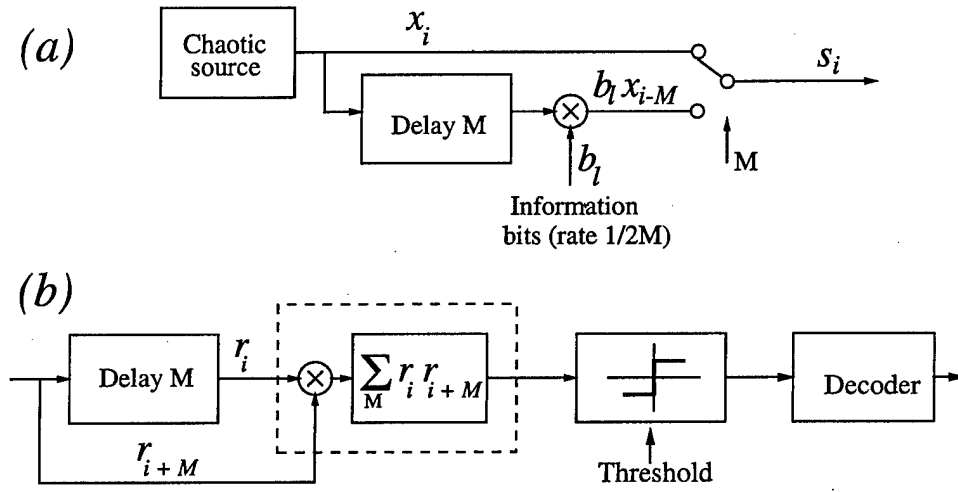 (a)
Chaotic
source
x_i
Delay M
b_l x_{i-M}
b_l
Information
bits (rate 1/2M)
s_i
M
(b)
Delay M
r_i
r_{i+M}
∑_M r_i r_{i+M}
Threshold
Decoder